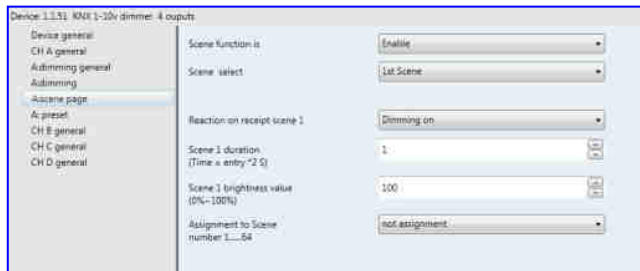 Device: 1.1.51 KNX 1-10v dimmer 4 ouputs
Device general
CH A general
A:dimming general
A:dimming
A:scene page
A: preset
CH B general
CH C general
CH D general
Scene function is
Enable
Scene select
1st Scene
Reaction on receipt scene 1
Dimming on
Scene 1 duration
(Time = entry *2 S)
1
Scene 1 brightness value
(0%~100%)
100
Assignment to Scene
number 1.....64
not assignment